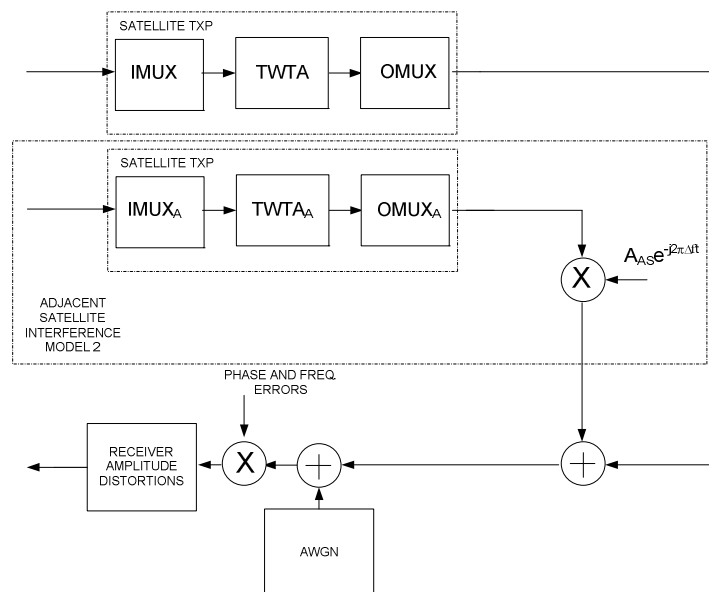 SATELLITE TXP
IMUX
TWTA
OMUX
SATELLITE TXP
IMUXA
TWTAA
OMUXA
AASe-j2πΔft
X
ADJACENT
SATELLITE
INTERFERENCE
MODEL 2
PHASE AND FREQ.
ERRORS
RECEIVER
AMPLITUDE
DISTORTIONS
X
+
+
AWGN